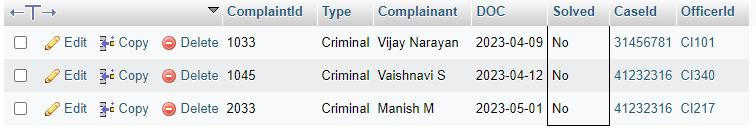 ComplaintId Type Complainant DOC Solved CaseId OfficerId
Edit Copy Delete 1033 Criminal Vijay Narayan 2023-04-09 No 31456781 CI101
Edit Copy Delete 1045 Criminal Vaishnavi S 2023-04-12 No 41232316 CI340
Edit Copy Delete 2033 Criminal Manish M 2023-05-01 No 41232316 CI217